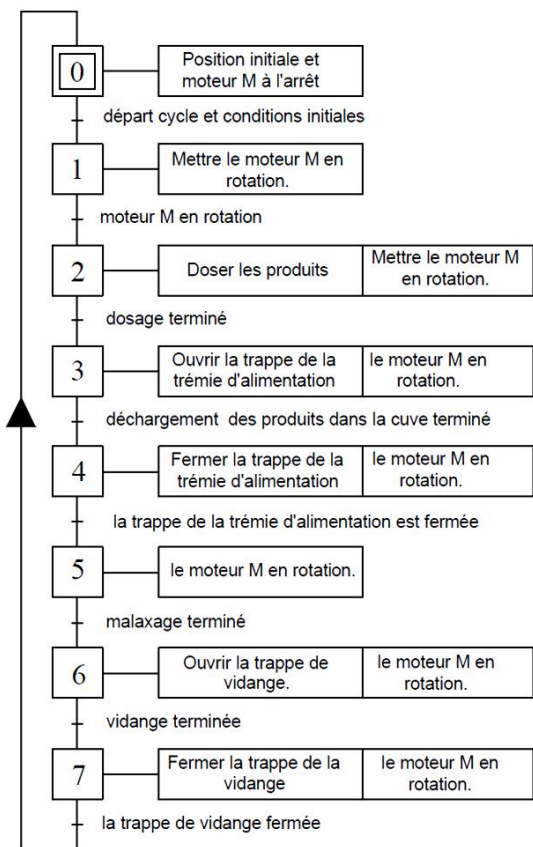 0
Position initiale et
moteur M à l'arrêt
départ cycle et conditions initiales
1
Mettre le moteur M en
rotation.
moteur M en rotation
2
Doser les produits
Mettre le moteur M
en rotation.
dosage terminé
3
Ouvrir la trappe de la
trémie d'alimentation
le moteur M en
rotation.
déchargement des produits dans la cuve terminé
4
Fermer la trappe de la
trémie d'alimentation
le moteur M en
rotation.
la trappe de la trémie d'alimentation est fermée
5
le moteur M en rotation.
malaxage terminé
6
Ouvrir la trappe de
vidange.
le moteur M en
rotation.
vidange terminée
7
Fermer la trappe de la
vidange
le moteur M en
rotation.
la trappe de vidange fermée